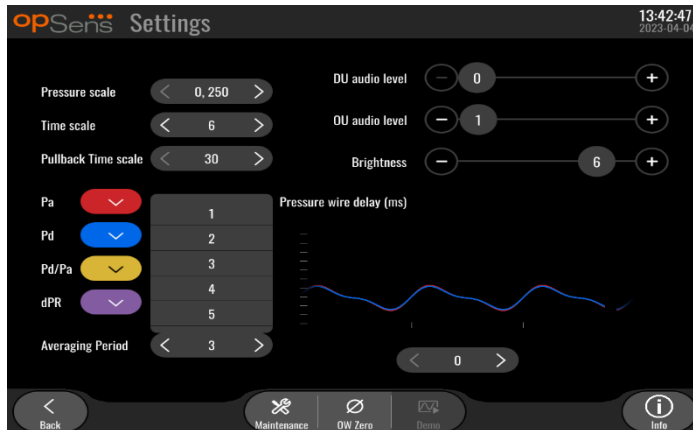 opSens Settings
13:42:47
2023-04-04
Pressure scale 0, 250
Time scale 6
Pullback Time scale 30
DU audio level 0
OU audio level 1
Brightness 6
Pa
Pd
Pd/Pa
dPR
1
2
3
4
5
Averaging Period 3
Pressure wire delay (ms)
0
Back
Maintenance
OW Zero
Demo
Info